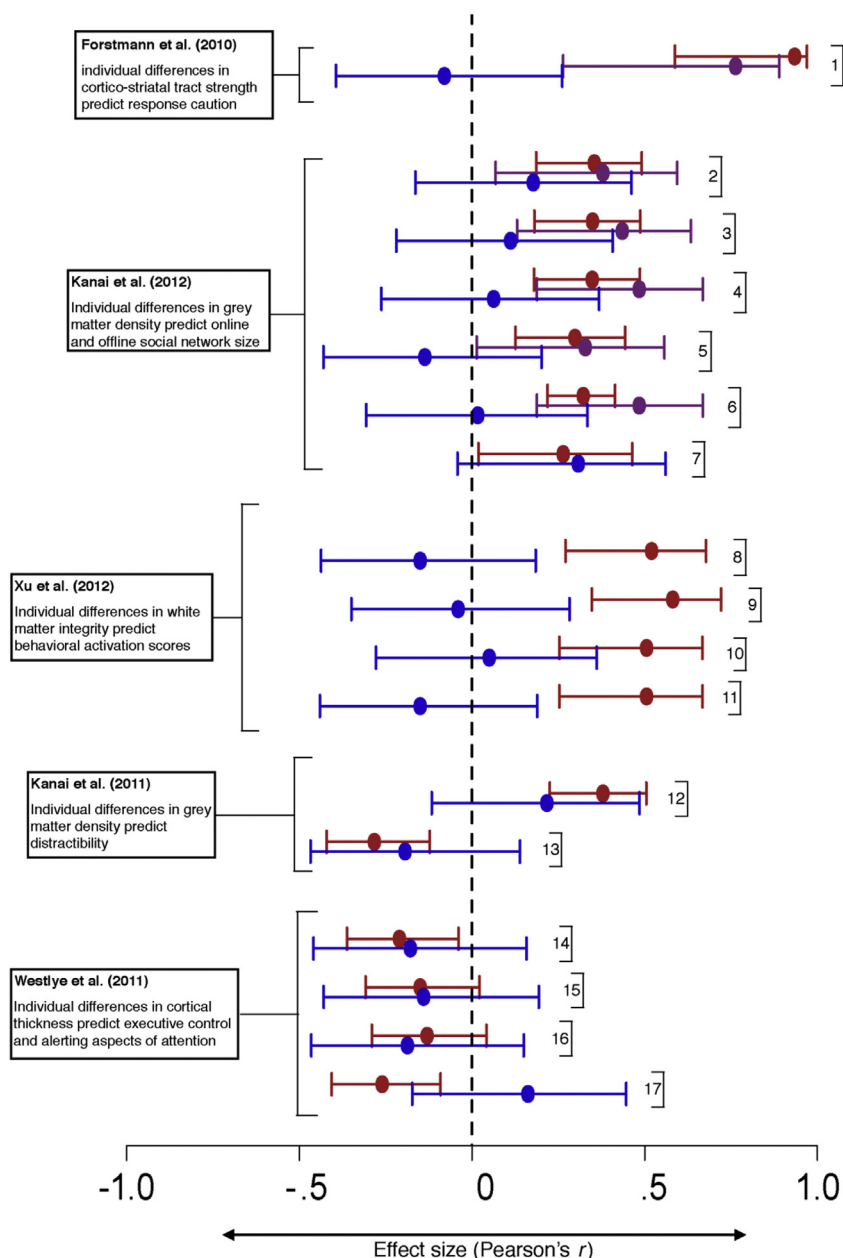 Forstmann et al. (2010)
individual differences in
cortico-striatal tract strength
predict response caution
1
2
3
Kanai et al. (2012)
Individual differences in grey
matter density predict online
and offline social network size
4
5
6
7
Xu et al. (2012)
Individual differences in white
matter integrity predict
behavioral activation scores
8
9
10
11
Kanai et al. (2011)
Individual differences in grey
matter density predict
distractibility
12
13
Westlye et al. (2011)
Individual differences in cortical
thickness predict executive control
and alerting aspects of attention
14
15
16
17
-1.0 -.5 0 .5 1.0
Effect size (Pearson's r)